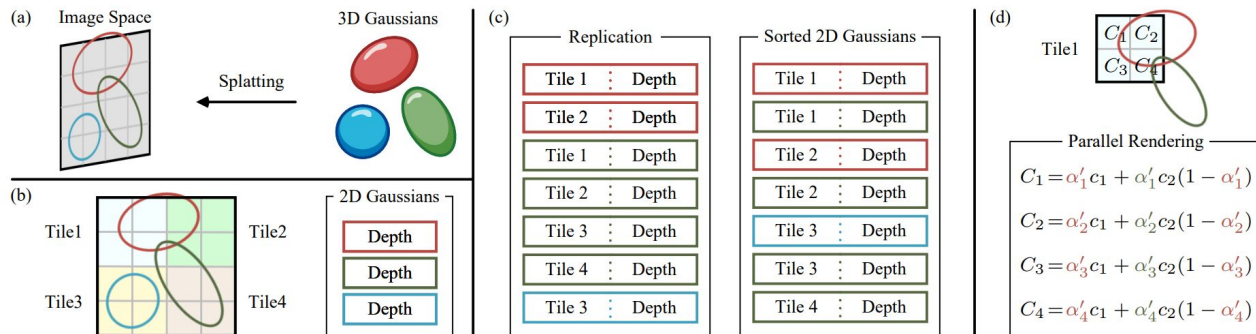 (a)
Image Space
3D Gaussians
Splatting
(b)
Tile1
Tile2
Tile3
Tile4
2D Gaussians
Depth
Depth
Depth
(c)
Replication
Tile 1 ⋮ Depth
Tile 2 ⋮ Depth
Tile 1 ⋮ Depth
Tile 2 ⋮ Depth
Tile 3 ⋮ Depth
Tile 4 ⋮ Depth
Tile 3 ⋮ Depth
Sorted 2D Gaussians
Tile 1 ⋮ Depth
Tile 1 ⋮ Depth
Tile 2 ⋮ Depth
Tile 2 ⋮ Depth
Tile 3 ⋮ Depth
Tile 3 ⋮ Depth
Tile 4 ⋮ Depth
(d)
Tile1
C₁ C₂
C₃ C₄
Parallel Rendering
C₁=α′₁c₁ + α′₁c₂(1 - α′₁)
C₂=α′₂c₁ + α′₂c₂(1 - α′₂)
C₃=α′₃c₁ + α′₃c₂(1 - α′₃)
C₄=α′₄c₁ + α′₄c₂(1 - α′₄)